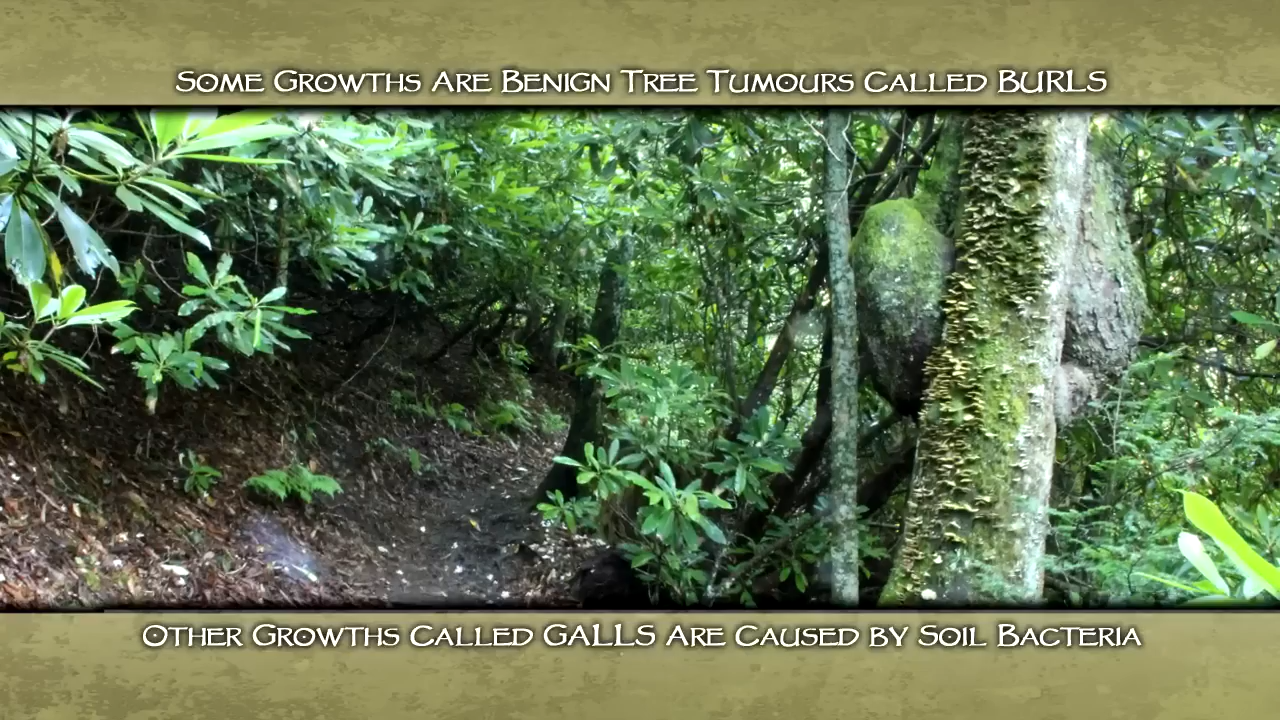 Some Growths Are Benign Tree Tumours Called BURLS
Other Growths Called GALLS Are Caused by Soil Bacteria